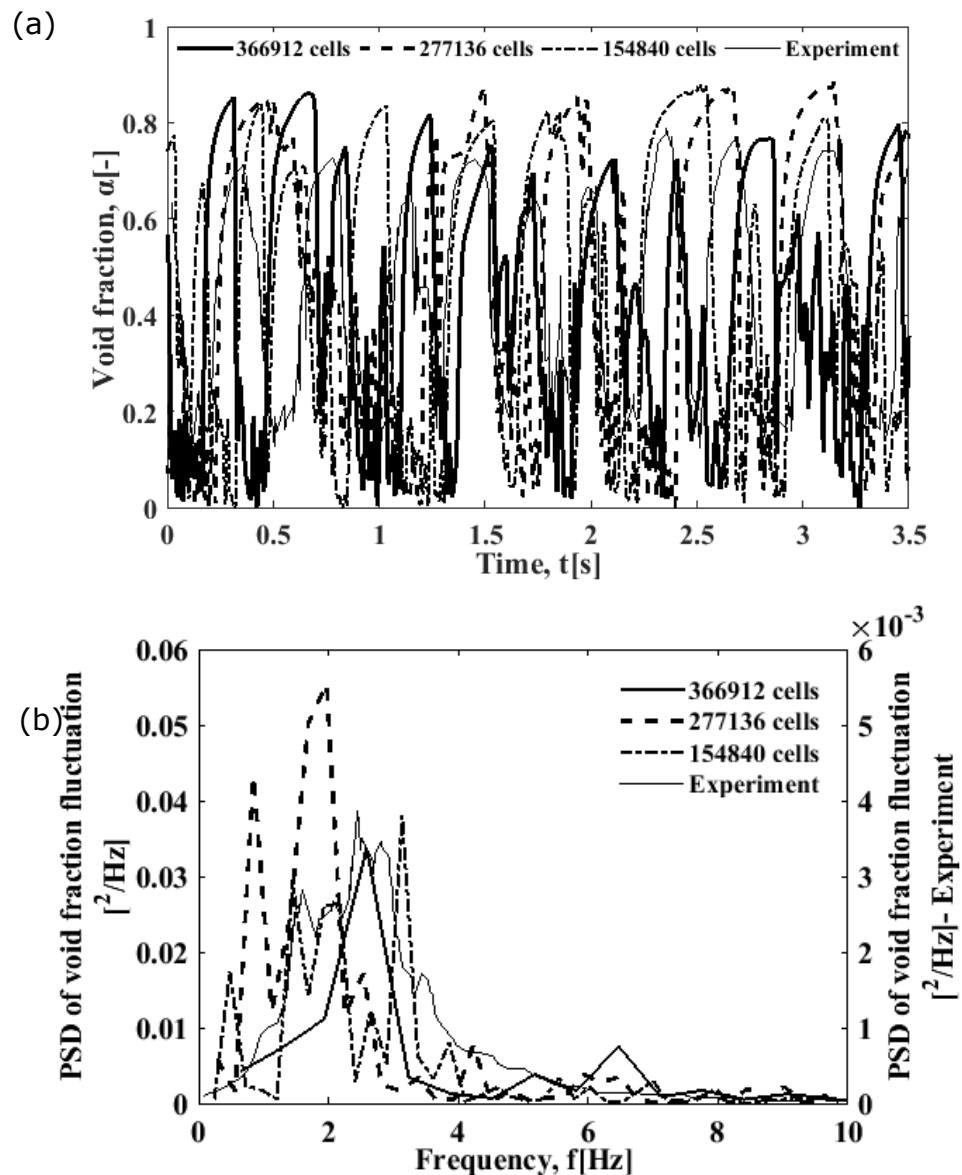 (a)
1
0.8
0.6
0.4
0.2
0
Void fraction, α[-]
366912 cells 277136 cells 154840 cells Experiment
0 0.5 1 1.5 2 2.5 3 3.5
Time, t[s]
(b)
×10⁻³
0.06
0.05
0.04
0.03
0.02
0.01
0
PSD of void fraction fluctuation
[²/Hz]
366912 cells
277136 cells
154840 cells
Experiment
6
5
4
3
2
1
0
PSD of void fraction fluctuation
[²/Hz]- Experiment
0 2 4 6 8 10
Frequency, f[Hz]